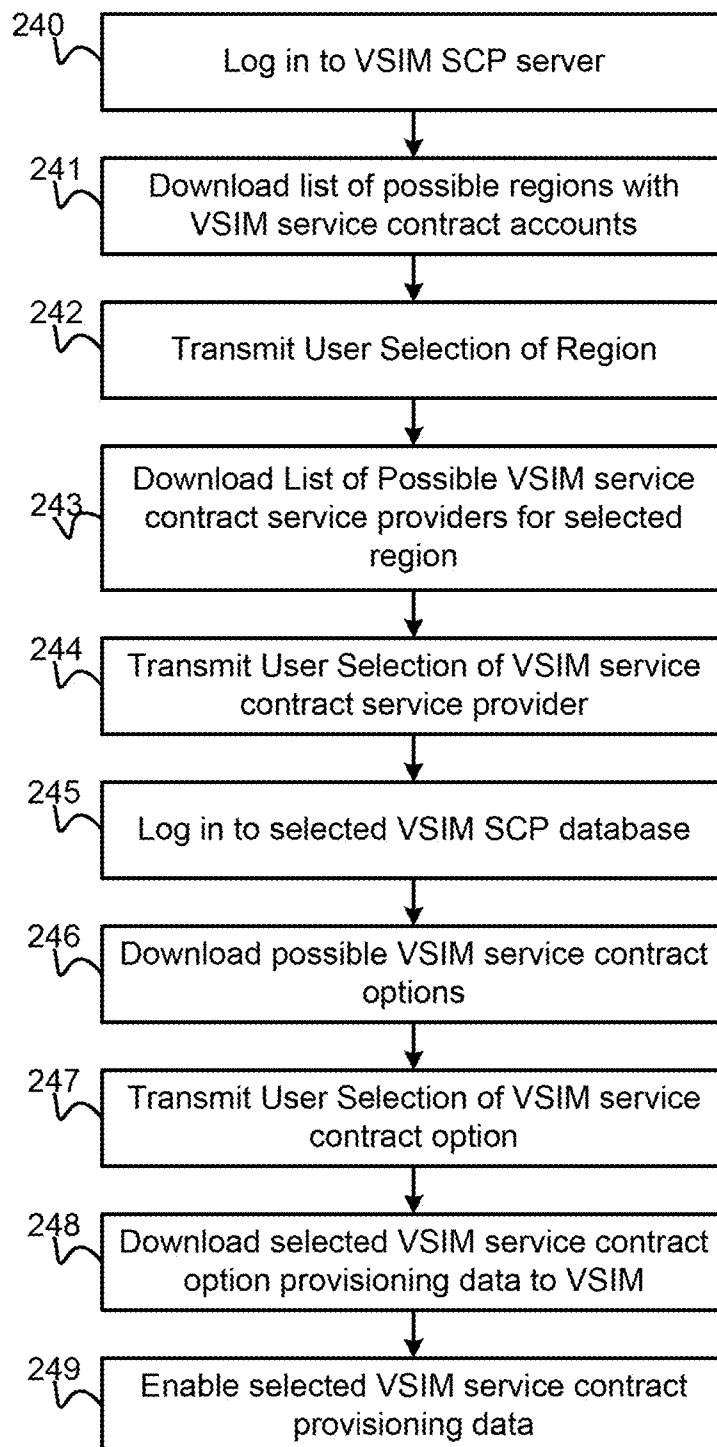 240
Log in to VSIM SCP server
241
Download list of possible regions with
VSIM service contract accounts
242
Transmit User Selection of Region
243
Download List of Possible VSIM service
contract service providers for selected
region
244
Transmit User Selection of VSIM service
contract service provider
245
Log in to selected VSIM SCP database
246
Download possible VSIM service contract
options
247
Transmit User Selection of VSIM service
contract option
248
Download selected VSIM service contract
option provisioning data to VSIM
249
Enable selected VSIM service contract
provisioning data